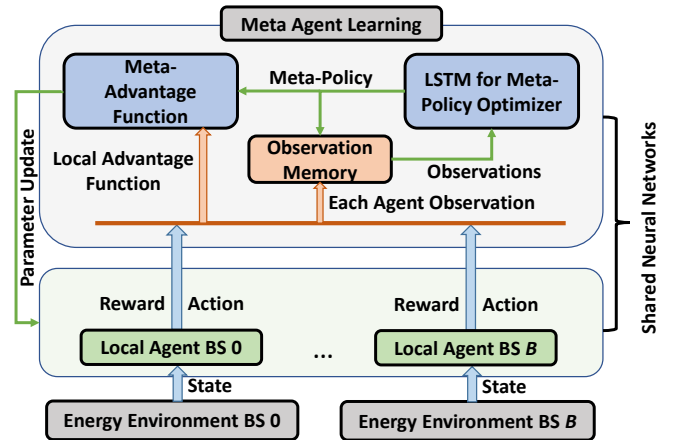 Meta Agent Learning
Meta-
Advantage
Function
Meta-Policy
LSTM for Meta-
Policy Optimizer
Observation
Memory
Local Advantage
Function
Observations
Each Agent Observation
Parameter Update
Shared Neural Networks
Reward Action
Reward Action
Local Agent BS 0
...
Local Agent BS B
State
State
Energy Environment BS 0
Energy Environment BS B